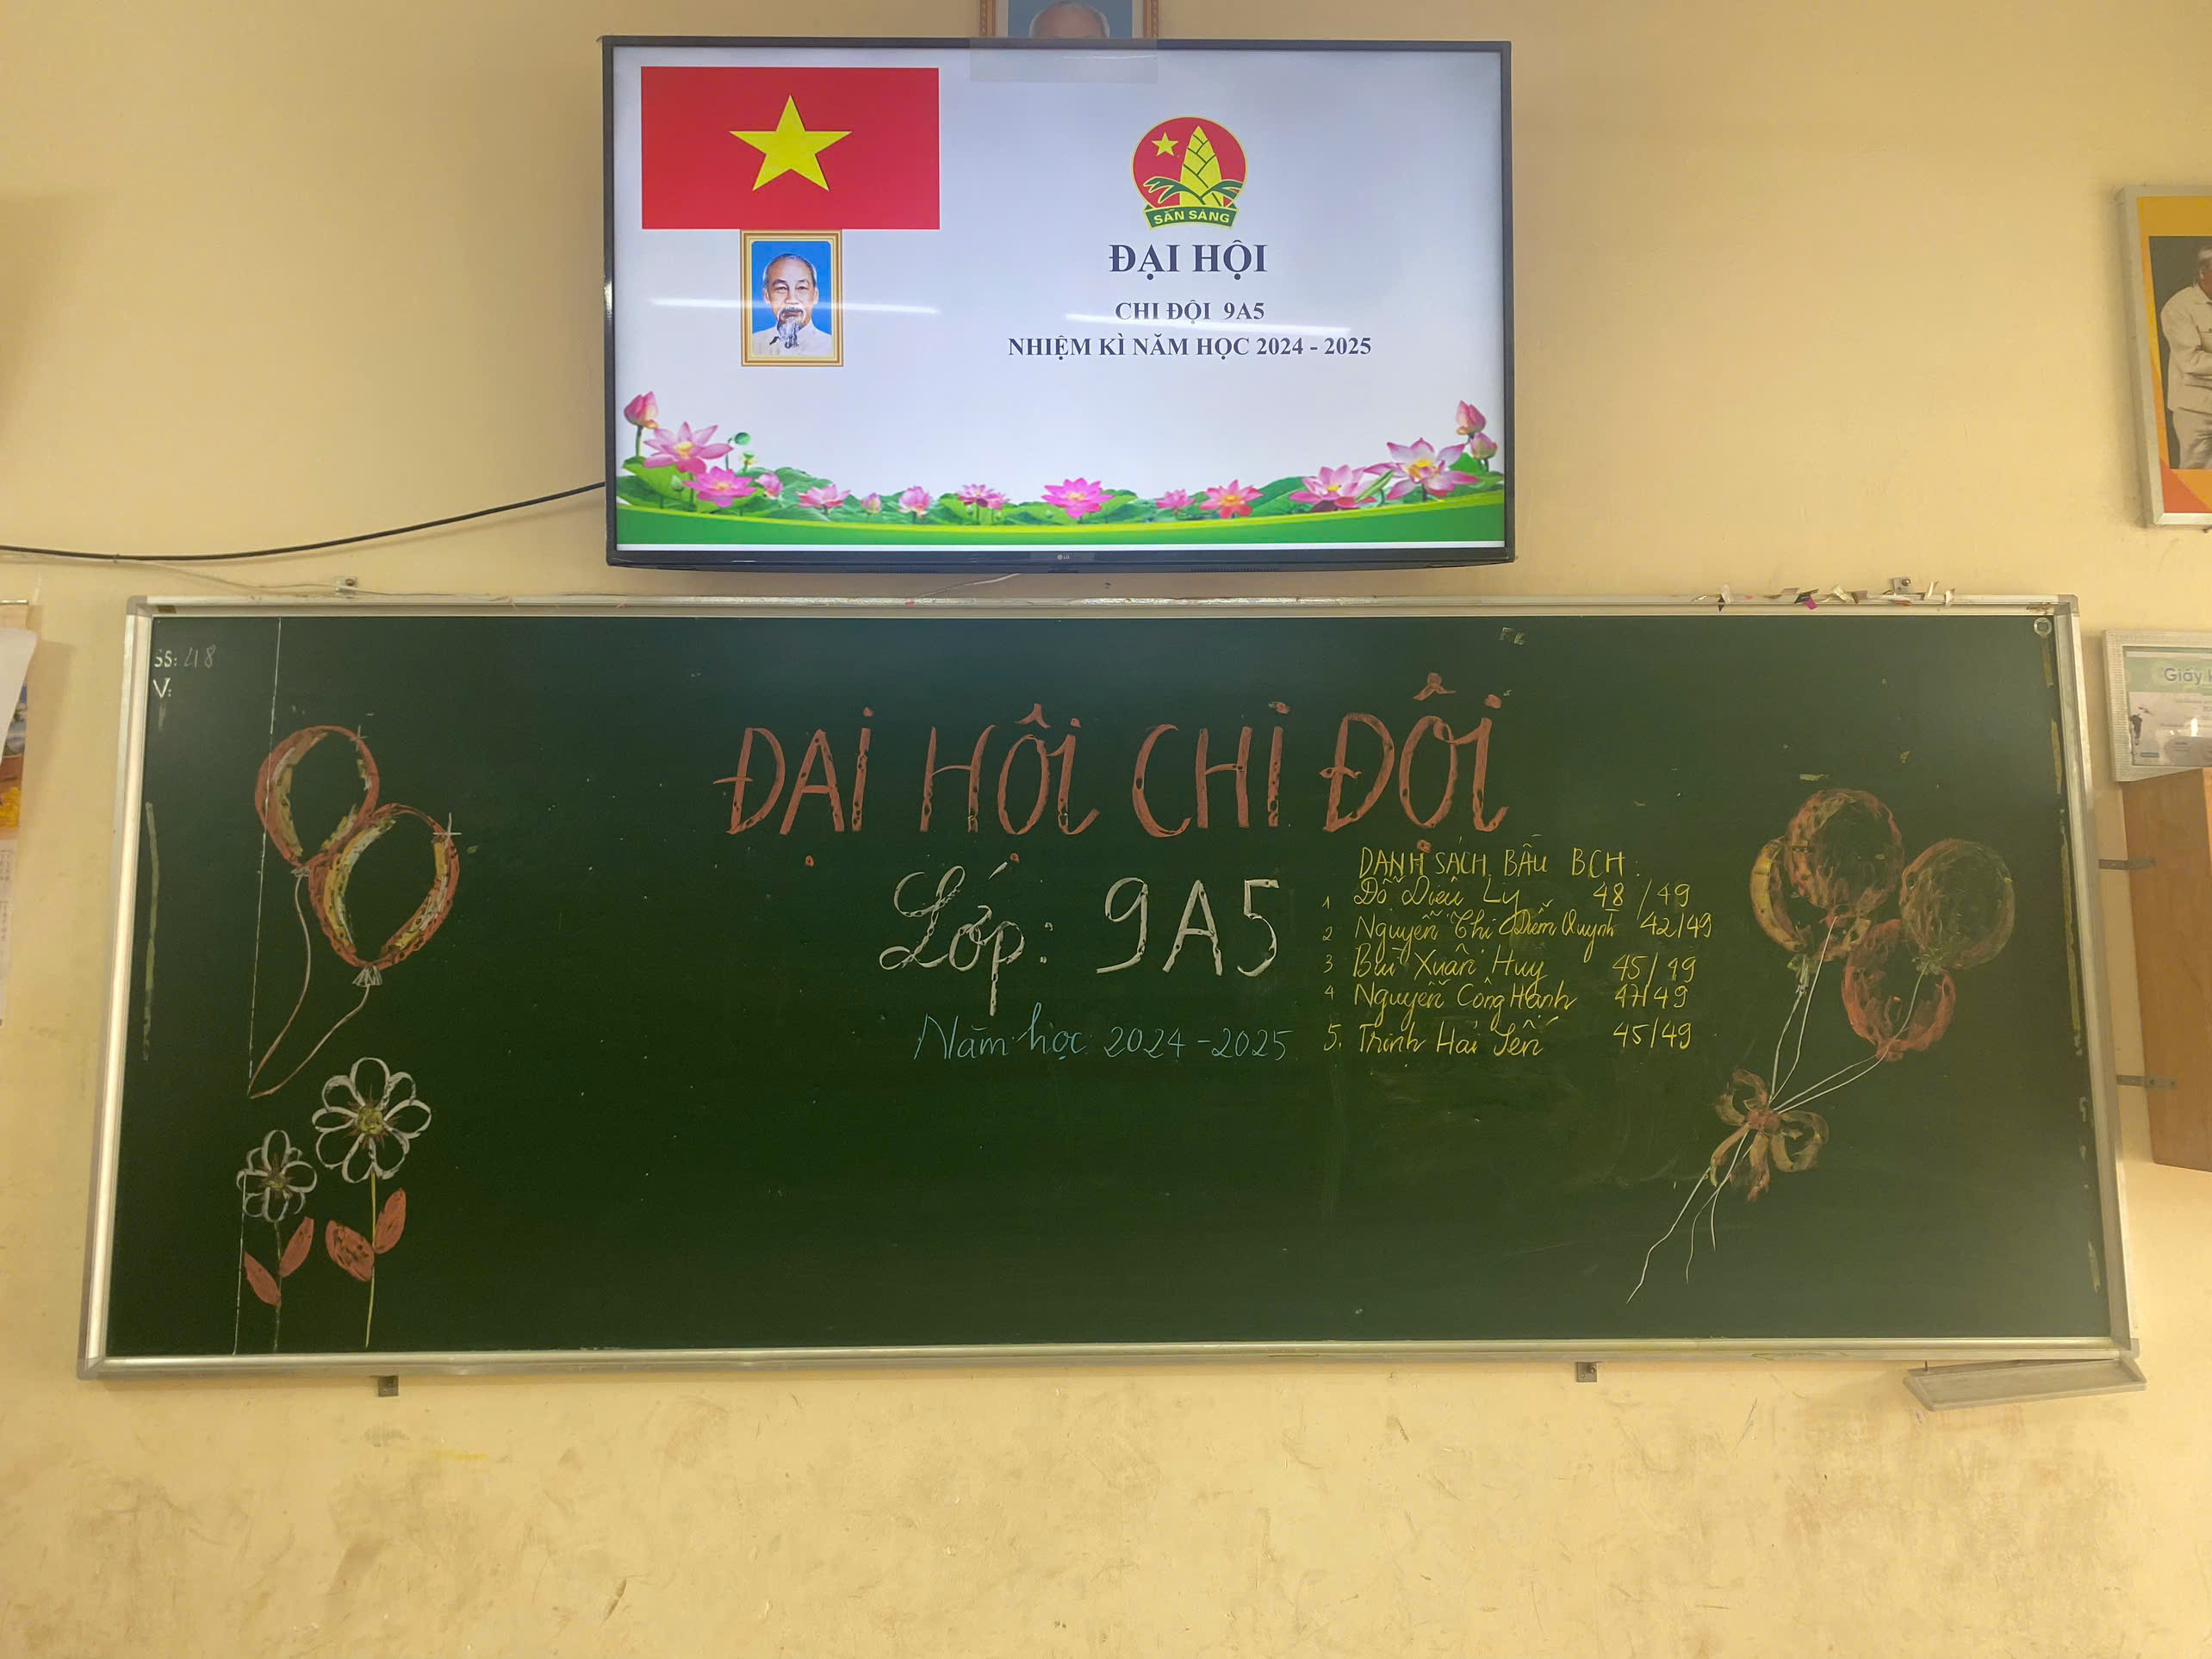 SẴN SÀNG
ĐẠI HỘI
CHI ĐỘI 9A5
NHIỆM KÌ NĂM HỌC 2024 - 2025
LG
SS: 48
V:
ĐẠI HỘI CHI ĐỘI
Lớp: 9A5
Năm học 2024-2025
DANH SÁCH BẦU BCH:
1 Đỗ Diệu Ly 48/49
2 Nguyễn Thị Diễm Quỳnh 42/49
3 Bùi Xuân Huy 45/49
4 Nguyễn Công Hạnh 47/49
5. Trịnh Hải Yến 45/49
Giấy